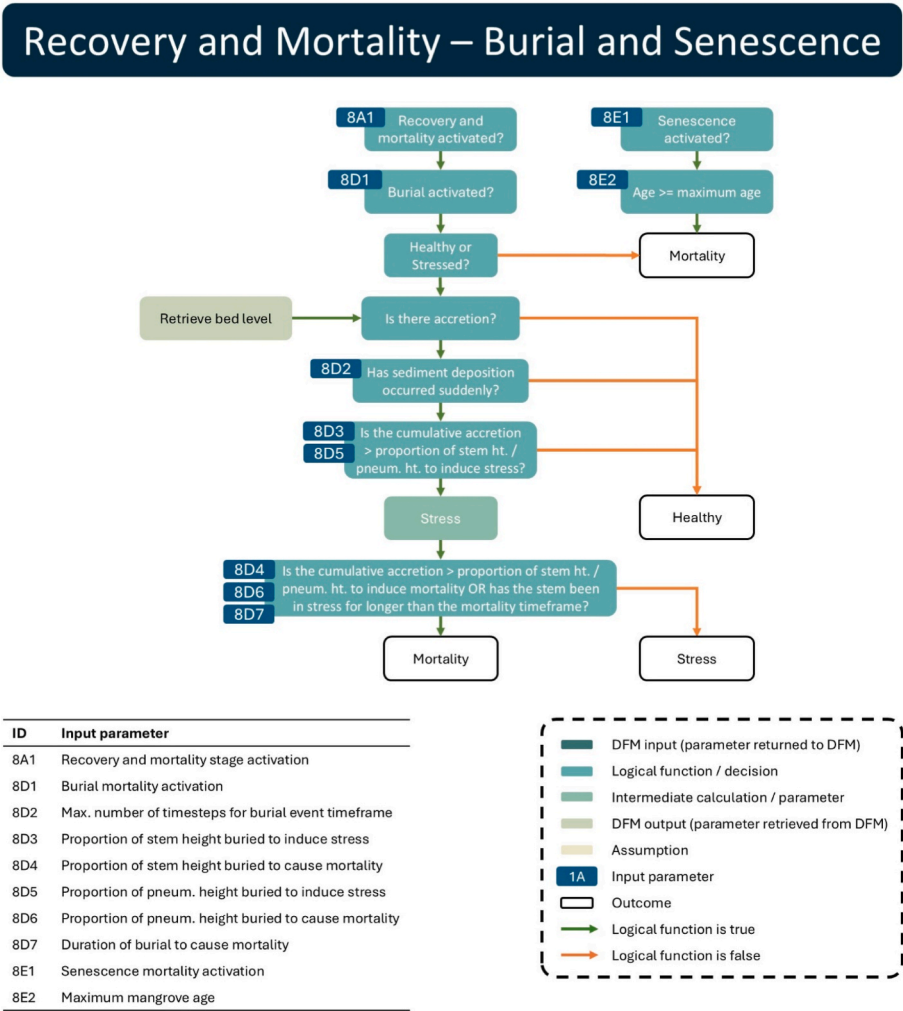 Recovery and Mortality – Burial and Senescence
8A1
Recovery and
mortality activated?
8E1
Senescence
activated?
8D1
Burial activated?
8E2
Age >= maximum age
Healthy or
Stressed?
Mortality
Retrieve bed level
Is there accretion?
8D2
Has sediment deposition
occurred suddenly?
8D3
8D5
Is the cumulative accretion
> proportion of stem ht. /
pneum. ht. to induce stress?
Stress
Healthy
8D4
8D6
8D7
Is the cumulative accretion > proportion of stem ht. /
pneum. ht. to induce mortality OR has the stem been
in stress for longer than the mortality timeframe?
Mortality
Stress
ID Input parameter
8A1 Recovery and mortality stage activation
8D1 Burial mortality activation
8D2 Max. number of timesteps for burial event timeframe
8D3 Proportion of stem height buried to induce stress
8D4 Proportion of stem height buried to cause mortality
8D5 Proportion of pneum. height buried to induce stress
8D6 Proportion of pneum. height buried to cause mortality
8D7 Duration of burial to cause mortality
8E1 Senescence mortality activation
8E2 Maximum mangrove age
DFM input (parameter returned to DFM)
Logical function / decision
Intermediate calculation / parameter
DFM output (parameter retrieved from DFM)
Assumption
1A Input parameter
Outcome
Logical function is true
Logical function is false